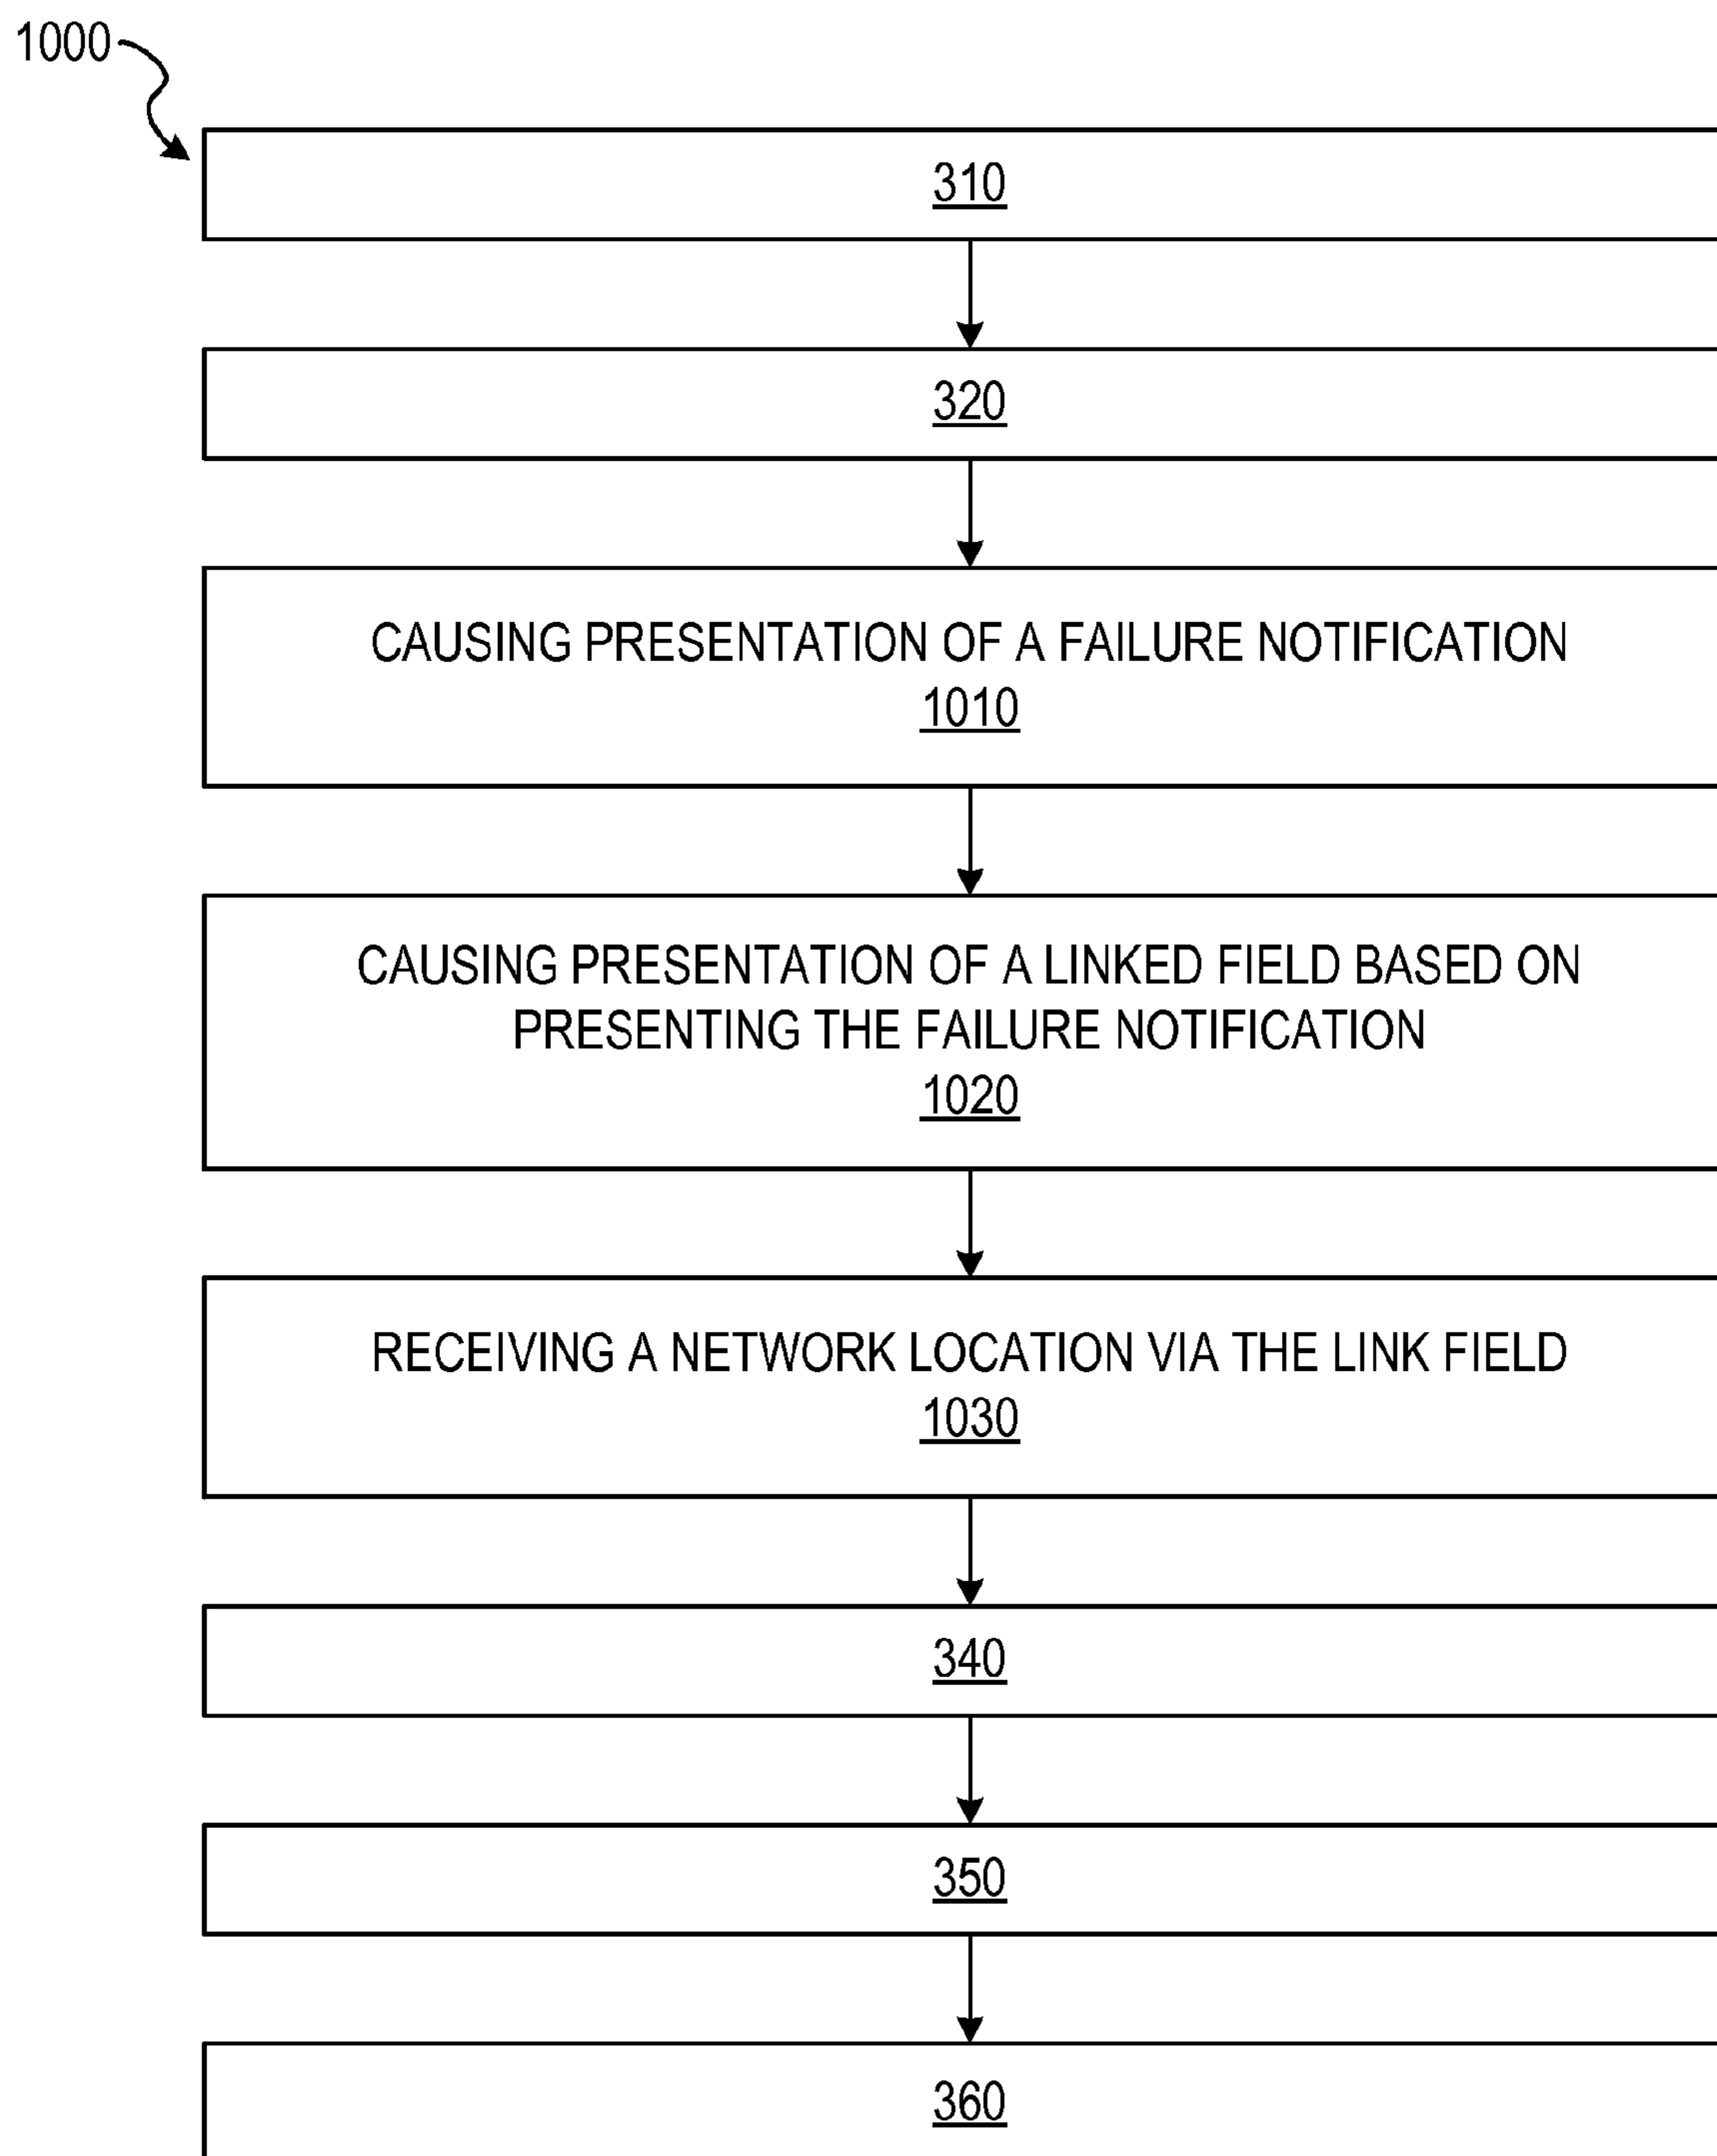 1000
310
320
CAUSING PRESENTATION OF A FAILURE NOTIFICATION
1010
CAUSING PRESENTATION OF A LINKED FIELD BASED ON
PRESENTING THE FAILURE NOTIFICATION
1020
RECEIVING A NETWORK LOCATION VIA THE LINK FIELD
1030
340
350
360